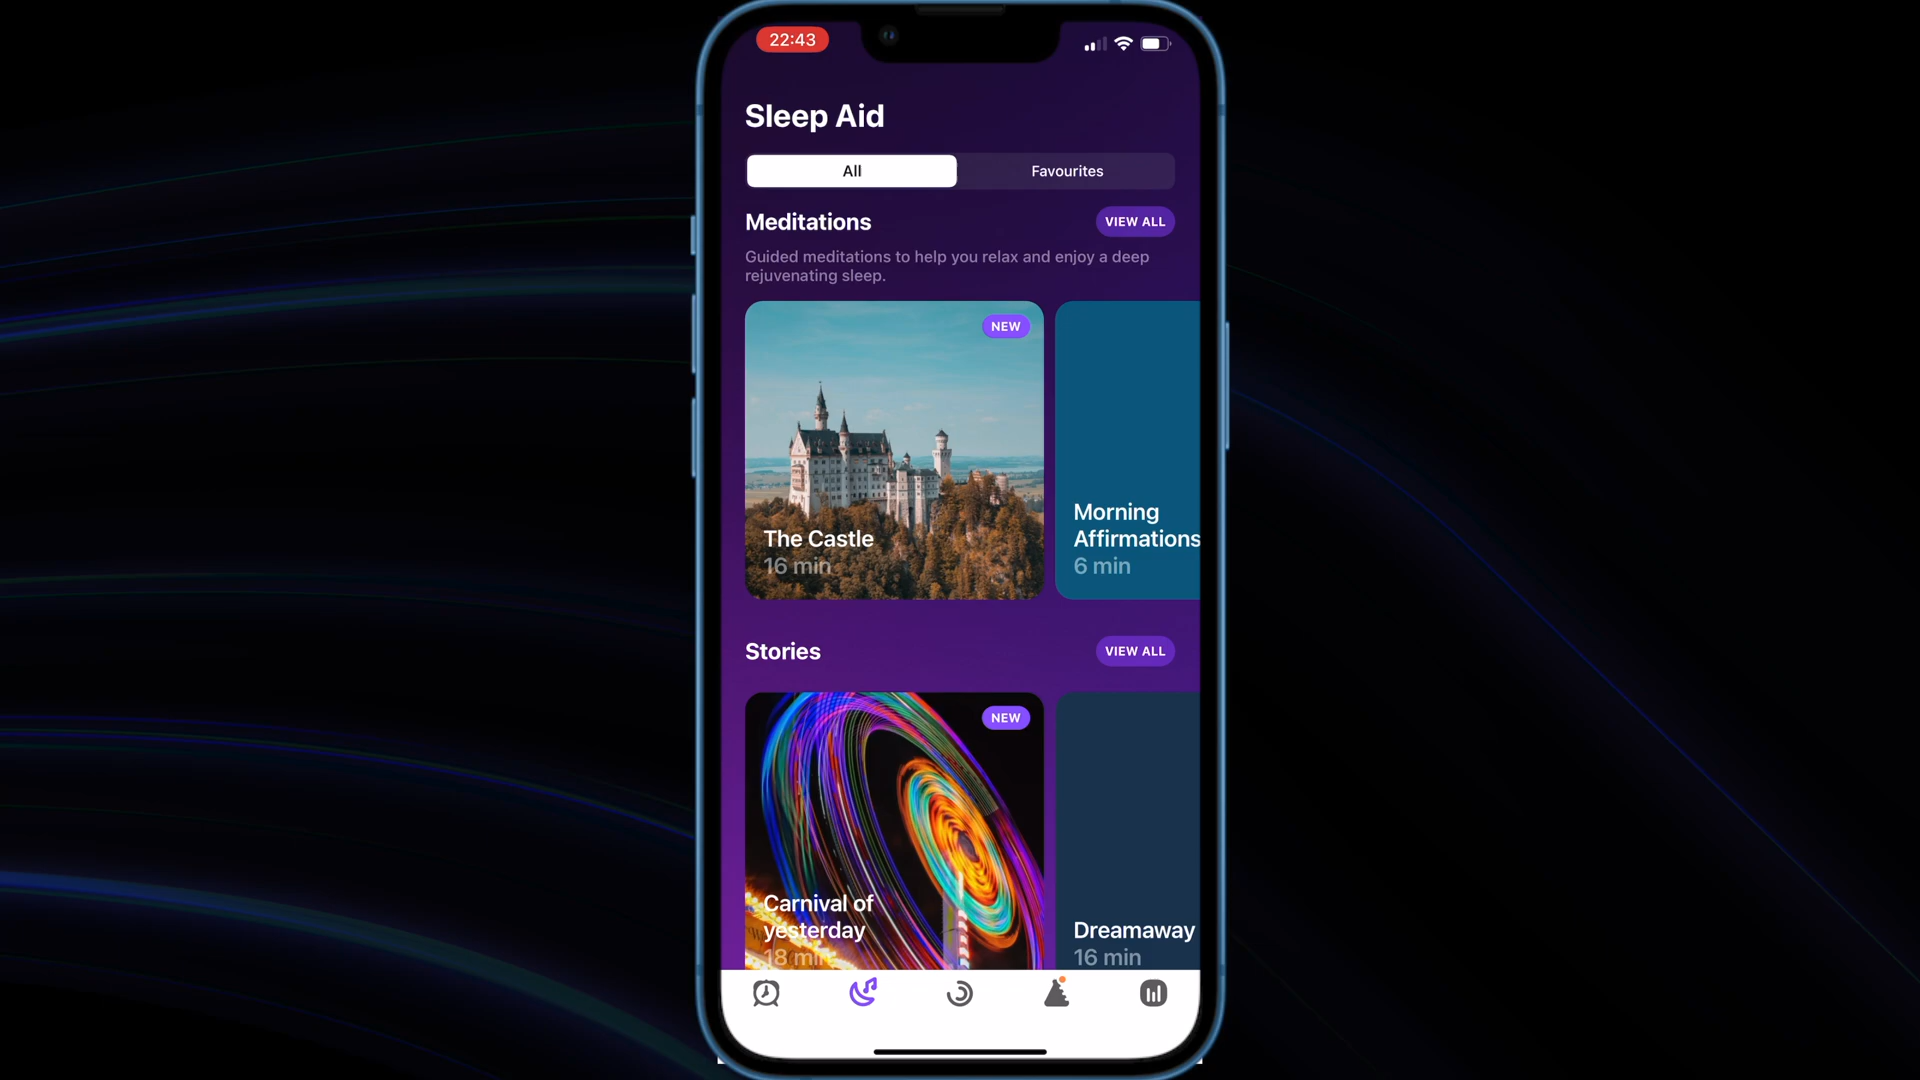 22:43
Sleep Aid
All
Favourites
Meditations
VIEW ALL
Guided meditations to help you relax and enjoy a deep
rejuvenating sleep.
NEW
The Castle
16 min
Morning
Affirmations
6 min
Stories
VIEW ALL
NEW
Carnival of
yesterday
18 min
Dreamaway
16 min